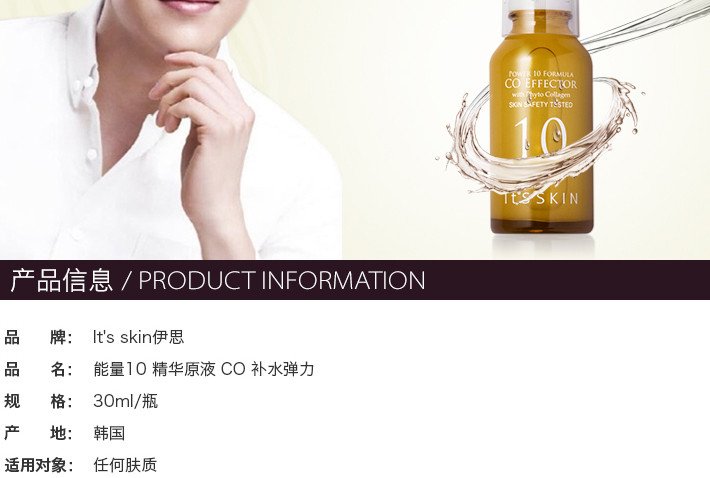 POWER 10 FORMULA
CO EFFECTOR
with Phyto Collagen
SKIN SAFETY TESTED
10
It'S SKIN
产品信息 / PRODUCT INFORMATION
品 牌： It's skin伊思
品 名： 能量10 精华原液 CO 补水弹力
规 格： 30ml/瓶
产 地： 韩国
适用对象： 任何肤质